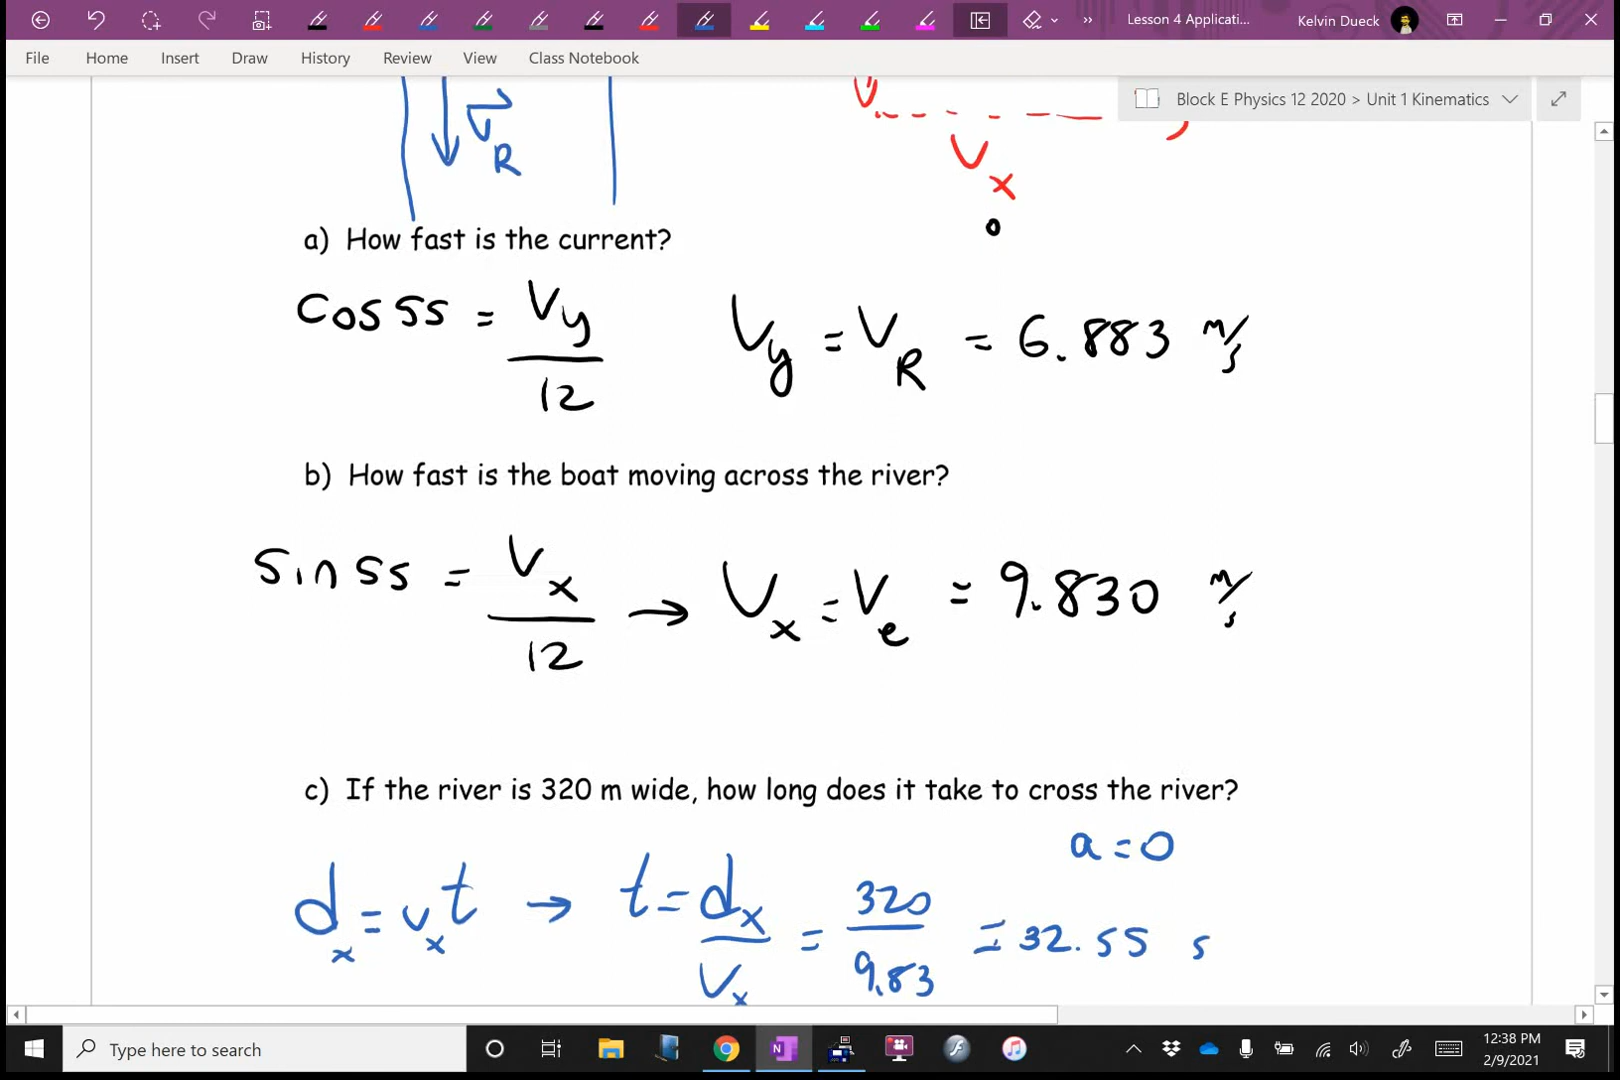 Lesson 4 Applicati...
Kelvin Dueck
File Home Insert Draw History Review View Class Notebook
Block E Physics 12 2020 > Unit 1 Kinematics
V_R
V_x
a) How fast is the current?
Cos 55 = V_y / 12
V_y = V_R = 6.883 m/s
b) How fast is the boat moving across the river?
Sin 55 = V_x / 12 → V_x = V_e = 9.830 m/s
c) If the river is 320 m wide, how long does it take to cross the river?
a = 0
d_x = v_x t → t = d_x / V_x = 320 / 9.83 = 32.55 s
Type here to search
12:38 PM
2/9/2021